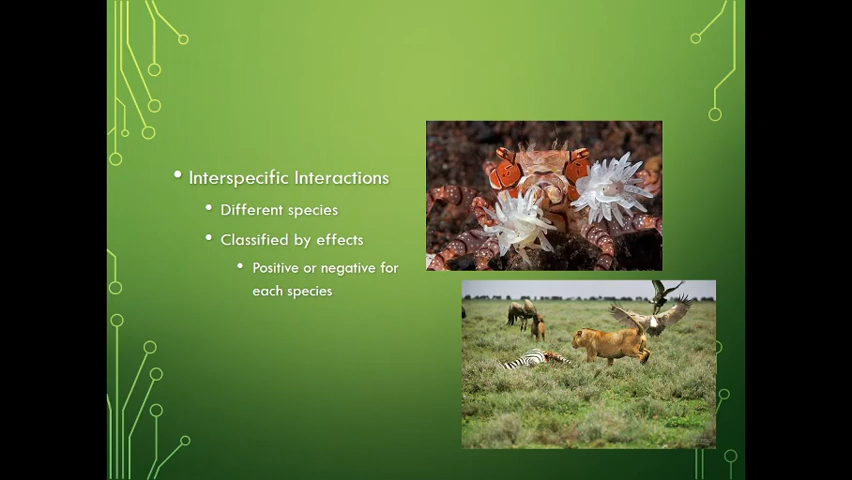 Interspecific Interactions
Different species
Classified by effects
Positive or negative for
each species